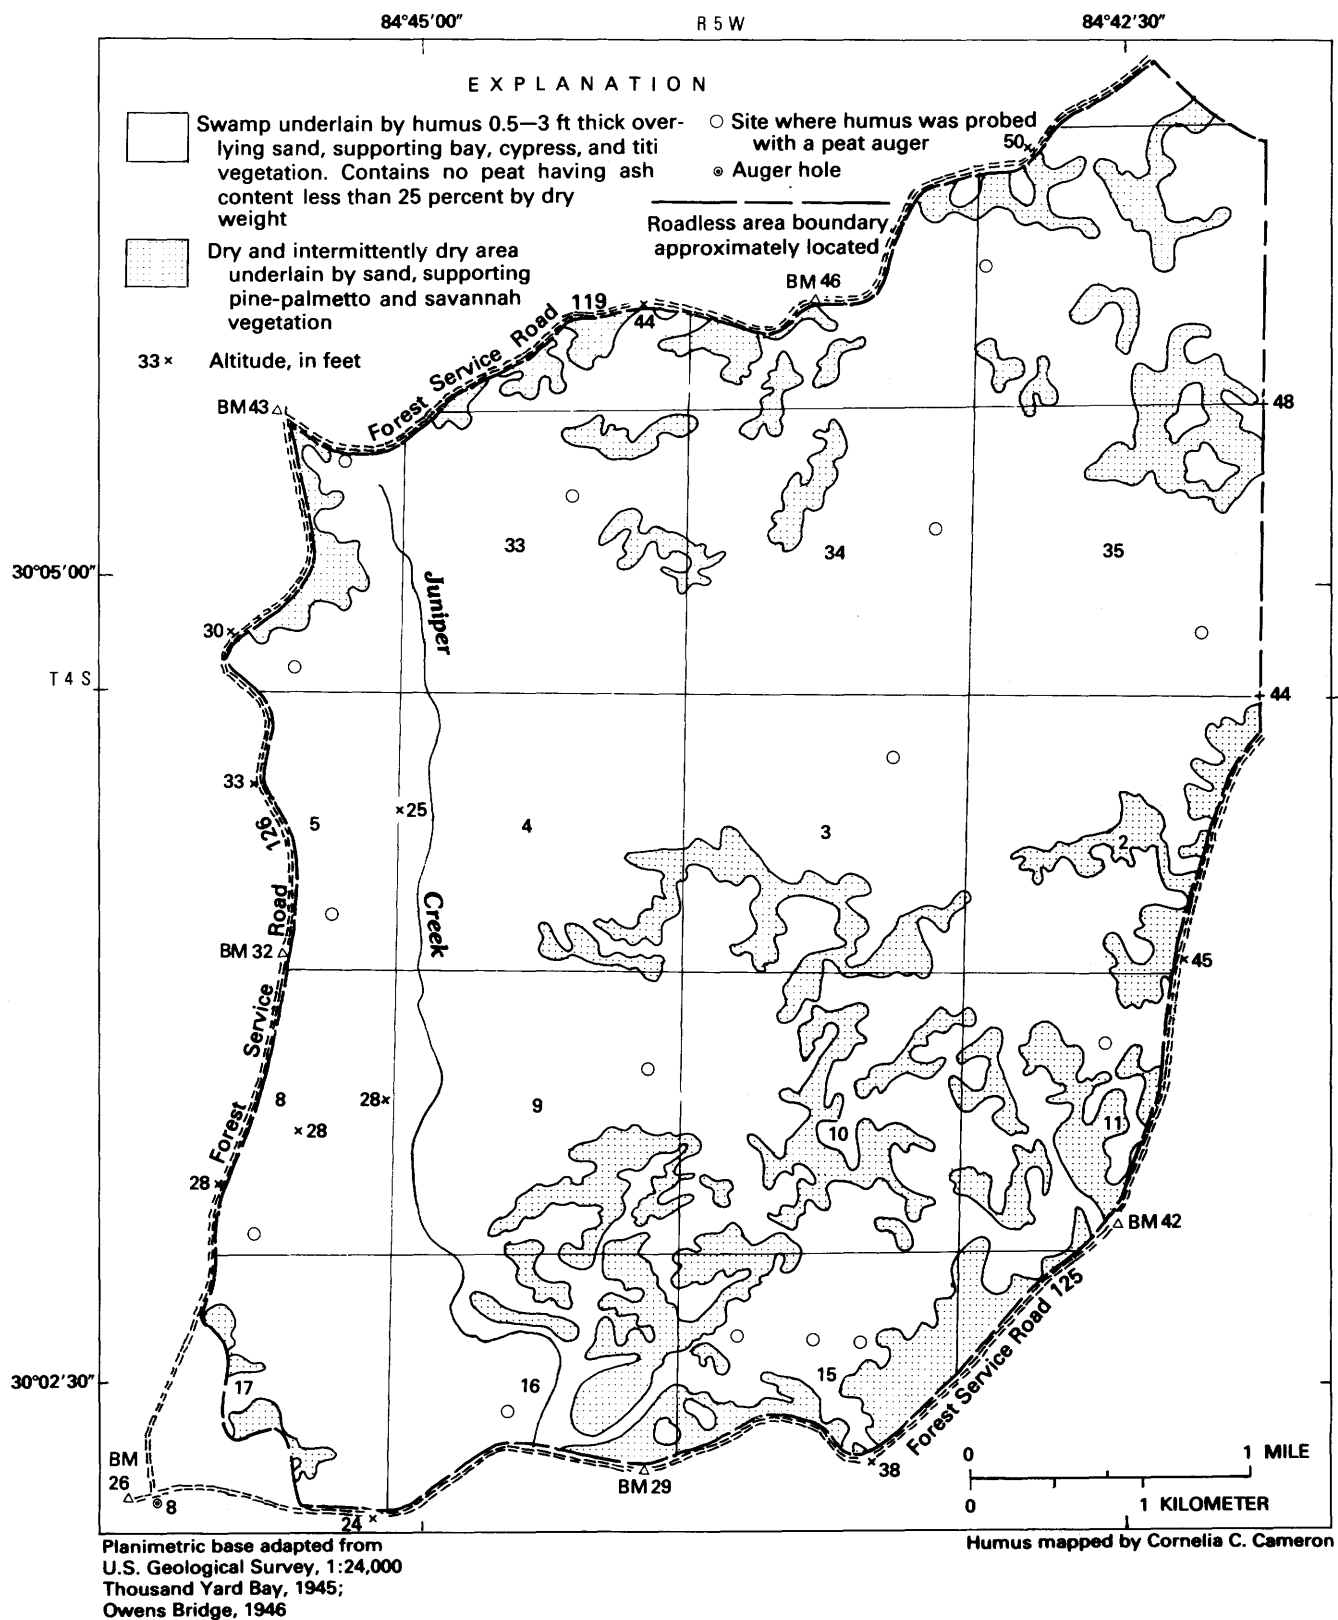 84°45'00"
R 5 W
84°42'30"
EXPLANATION
Swamp underlain by humus 0.5–3 ft thick over-
lying sand, supporting bay, cypress, and titi
vegetation. Contains no peat having ash
content less than 25 percent by dry
weight
Dry and intermittently dry area
underlain by sand, supporting
pine-palmetto and savannah
vegetation
33× Altitude, in feet
Site where humus was probed
with a peat auger
Auger hole
Roadless area boundary
approximately located
50
BM 46
119
44
Forest Service Road
BM 43
48
33
34
35
30°05'00"
Juniper
30
T 4 S
44
33
5
25
4
3
2
126
Creek
BM 32
45
Forest Service Road
8
28
9
28
10
11
28
BM 42
Forest Service Road 125
30°02'30"
17
16
15
BM
26
8
24
BM 29
38
0 1 MILE
0 1 KILOMETER
Planimetric base adapted from
U.S. Geological Survey, 1:24,000
Thousand Yard Bay, 1945;
Owens Bridge, 1946
Humus mapped by Cornelia C. Cameron